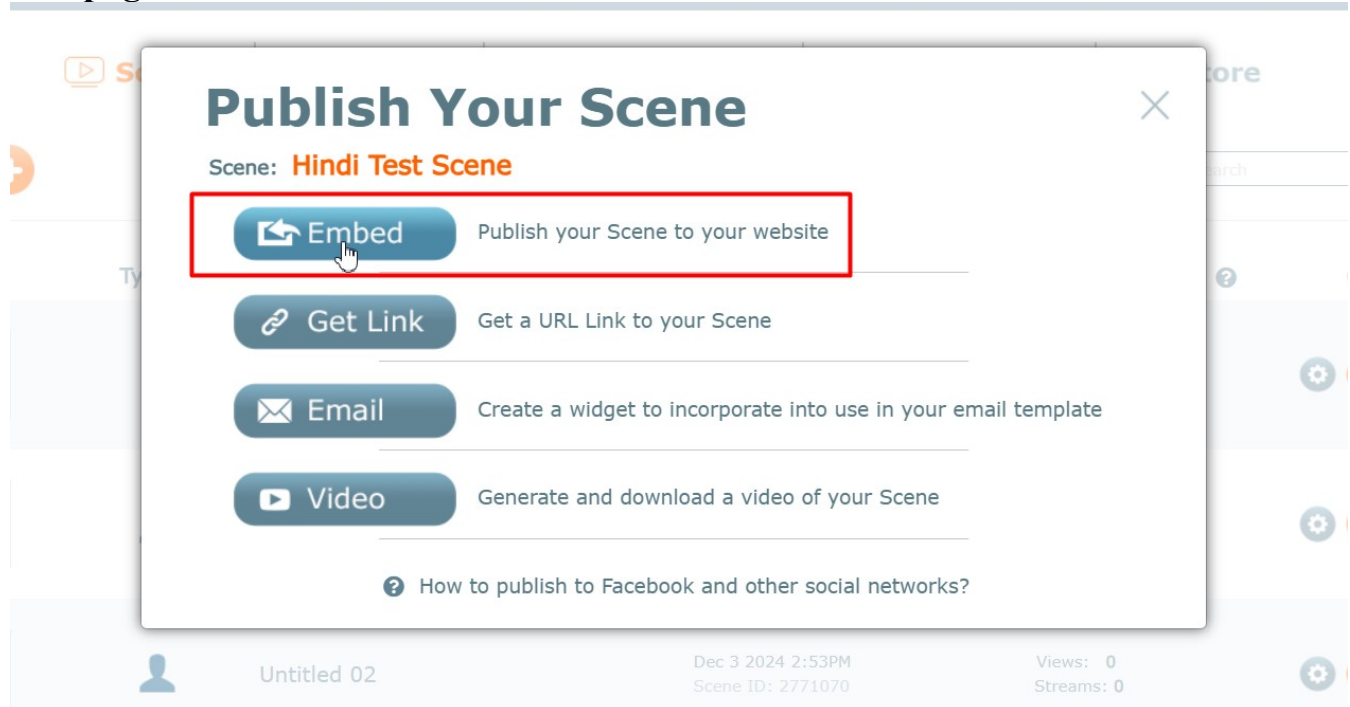 Publish Your Scene
Scene: Hindi Test Scene
Embed Publish your Scene to your website
Get Link Get a URL Link to your Scene
Email Create a widget to incorporate into use in your email template
Video Generate and download a video of your Scene
How to publish to Facebook and other social networks?
Untitled 02 Dec 3 2024 2:53PM Views: 0
Scene ID: 2771070 Streams: 0